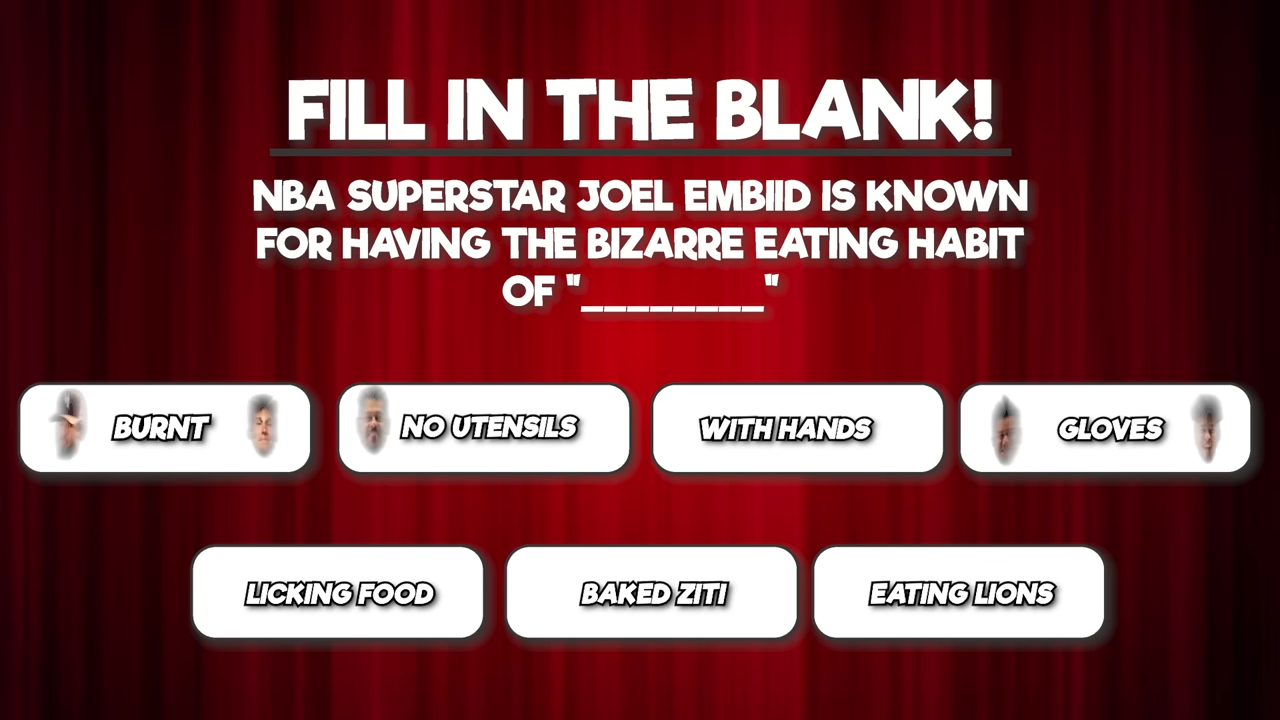 FILL IN THE BLANK!
NBA SUPERSTAR JOEL EMBIID IS KNOWN
FOR HAVING THE BIZARRE EATING HABIT
OF "________"
BURNT
NO UTENSILS
WITH HANDS
GLOVES
LICKING FOOD
BAKED ZITI
EATING LIONS